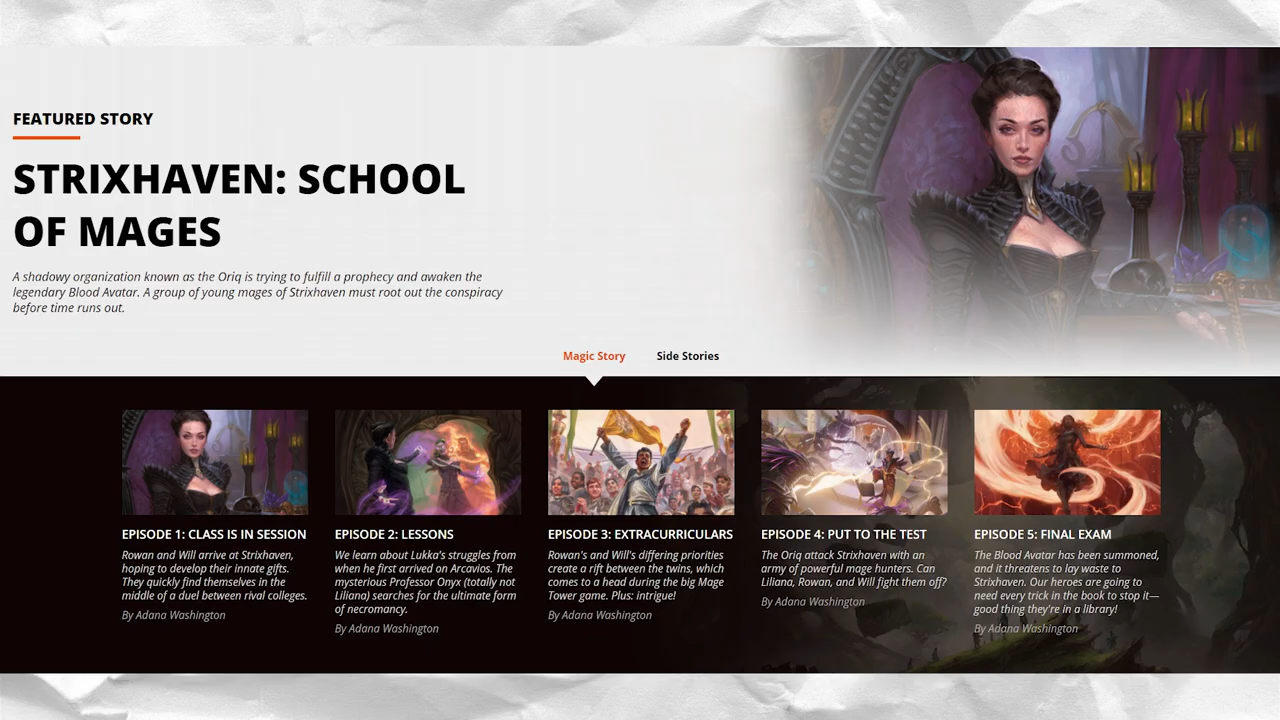 FEATURED STORY
STRIXHAVEN: SCHOOL
OF MAGES
A shadowy organization known as the Oriq is trying to fulfill a prophecy and awaken the
legendary Blood Avatar. A group of young mages of Strixhaven must root out the conspiracy
before time runs out.
Magic Story
Side Stories
EPISODE 1: CLASS IS IN SESSION
Rowan and Will arrive at Strixhaven,
hoping to develop their innate gifts.
They quickly find themselves in the
middle of a duel between rival colleges.
By Adana Washington
EPISODE 2: LESSONS
We learn about Lukka's struggles from
when he first arrived on Arcavios. The
mysterious Professor Onyx (totally not
Liliana) searches for the ultimate form
of necromancy.
By Adana Washington
EPISODE 3: EXTRACURRICULARS
Rowan's and Will's differing priorities
create a rift between the twins, which
comes to a head during the big Mage
Tower game. Plus: intrigue!
By Adana Washington
EPISODE 4: PUT TO THE TEST
The Oriq attack Strixhaven with an
army of powerful mage hunters. Can
Liliana, Rowan, and Will fight them off?
By Adana Washington
EPISODE 5: FINAL EXAM
The Blood Avatar has been summoned,
and it threatens to lay waste to
Strixhaven. Our heroes are going to
need every trick in the book to stop it—
good thing they're in a library!
By Adana Washington